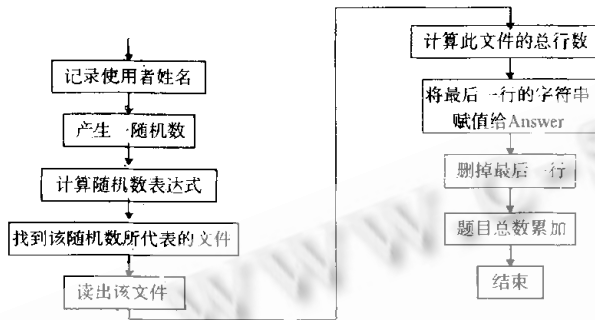 记录使用者姓名
产生一随机数
计算随机数表达式
找到该随机数所代表的文件
读出该文件
计算此文件的总行数
将最后一行的字符串
赋值给Answer
删掉最后一行
题目总数累加
结束